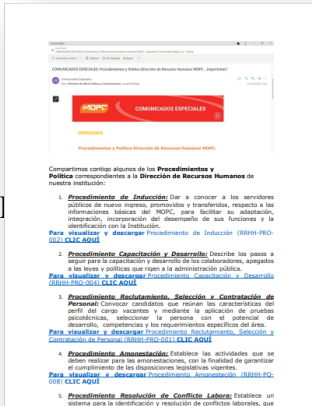 COMUNICADOS ESPECIALES: Procedimientos y Política Dirección de Recursos Humanos MOPC. ¡Importante!
Comunicados Especiales
MOPC
COMUNICADOS ESPECIALES
¡IMPORTANTE!
Procedimientos y Política Dirección de Recursos Humanos MOPC.
Compartimos contigo algunos de los Procedimientos y
Política correspondientes a la Dirección de Recursos Humanos de
nuestra institución:
1. Procedimiento de Inducción: Dar a conocer a los servidores
públicos de nuevo ingreso, promovidos y transferidos, respecto a las
informaciones básicas del MOPC, para facilitar su adaptación,
integración, incorporación del desempeño de sus funciones y la
identificación con la Institución.
Para visualizar y descargar Procedimiento de Inducción (RRHH-PRO-
002) CLIC AQUÍ
2. Procedimiento Capacitación y Desarrollo: Describe los pasos a
seguir para la capacitación y desarrollo de los colaboradores, apegados
a las leyes y políticas que rigen a la administración pública.
Para visualizar y descargar Procedimiento Capacitación y Desarrollo
(RRHH-PRO-004) CLIC AQUÍ
3. Procedimiento Reclutamiento, Selección y Contratación de
Personal: Convocar candidatos que reúnan las características del
perfil del cargo vacantes y mediante la aplicación de pruebas
psicotécnicas, seleccionar la persona con el potencial de
desarrollo, competencias y los requerimientos específicos del área.
Para visualizar y descargar Procedimiento Reclutamiento, Selección y
Contratación de Personal (RRHH-PRO-001) CLIC AQUÍ
4. Procedimiento Amonestación: Establece las actividades que se
deben realizar para las amonestaciones, con la finalidad de garantizar
el cumplimiento de las disposiciones legislativas vigentes.
Para visualizar y descargar Procedimiento Amonestación (RRHH-PO-
008) CLIC AQUÍ
5. Procedimiento Resolución de Conflicto Labora: Establece un
sistema para la identificación y resolución de conflictos laborales, que